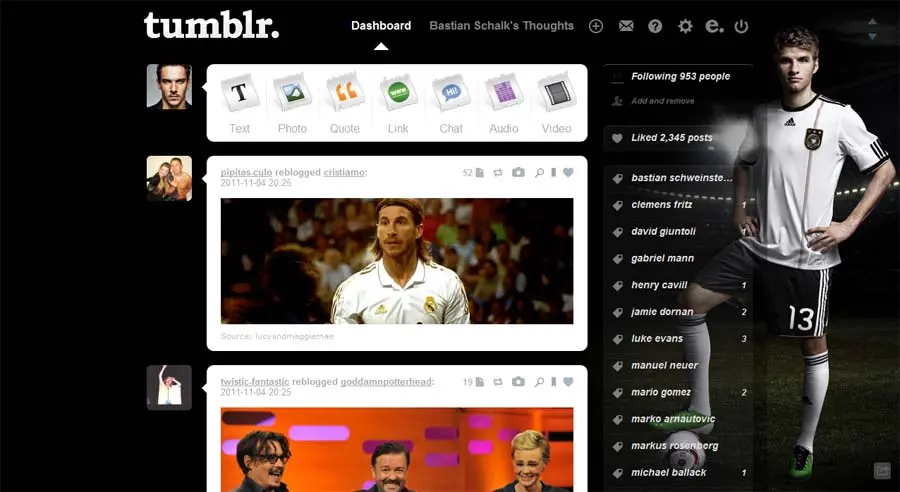 tumblr.
Dashboard
Bastian Schalk's Thoughts
Text
Photo
Quote
Link
Chat
Audio
Video
Following 953 people
Add and remove
Liked 2,345 posts
pipitas-culo reblogged cristiamo:
2011-11-04 20:25
52
Source: lucyandmaggiemae
twistic-fantastic reblogged goddamnpotterhead:
2011-11-04 20:25
19
bastian schweinste...
clemens fritz 1
david giuntoli 1
gabriel mann
henry cavill 1
jamie dornan 2
luke evans 3
manuel neuer
mario gomez 2
marko arnautovic
markus rosenberg
michael ballack 1
T
www
Hi!
adidas
13